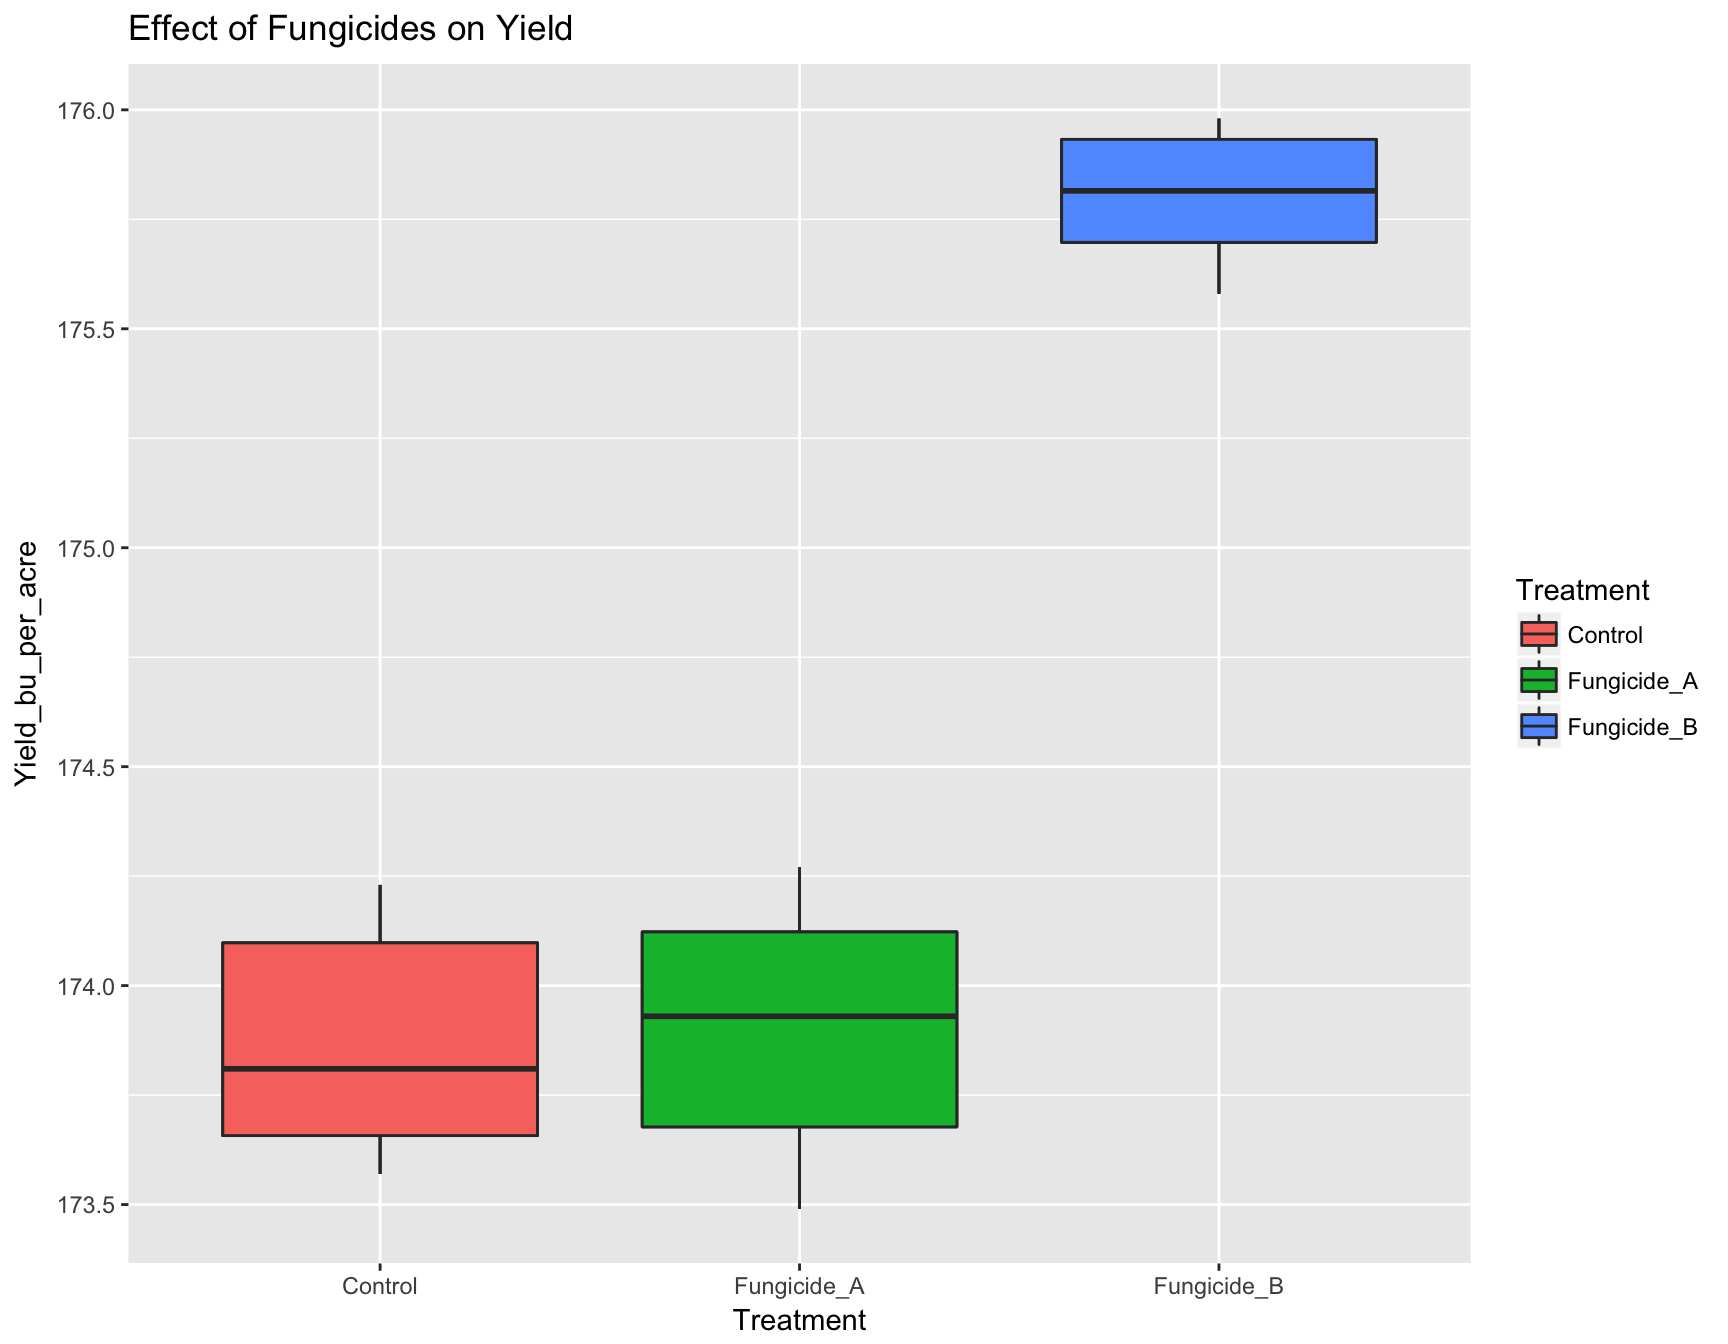 Effect of Fungicides on Yield
Yield_bu_per_acre
176.0
175.5
175.0
174.5
174.0
173.5
Control
Fungicide_A
Fungicide_B
Treatment
Treatment
Control
Fungicide_A
Fungicide_B